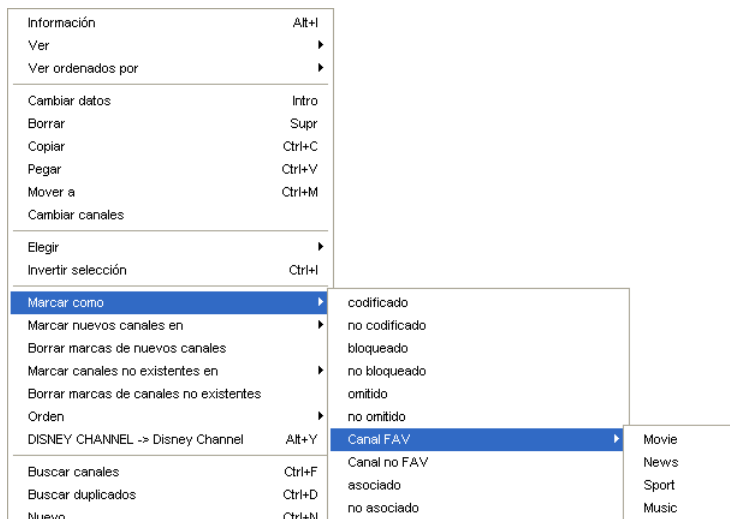 Información Alt+I
Ver
Ver ordenados por
Cambiar datos Intro
Borrar Supr
Copiar Ctrl+C
Pegar Ctrl+V
Mover a Ctrl+M
Cambiar canales
Elegir
Invertir selección Ctrl+I
Marcar como
Marcar nuevos canales en
Borrar marcas de nuevos canales
Marcar canales no existentes en
Borrar marcas de canales no existentes
Orden
DISNEY CHANNEL -> Disney Channel Alt+Y
Buscar canales Ctrl+F
Buscar duplicados Ctrl+D
Nuevo Ctrl+N
codificado
no codificado
bloqueado
no bloqueado
omitido
no omitido
Canal FAV
Canal no FAV
asociado
no asociado
Movie
News
Sport
Music